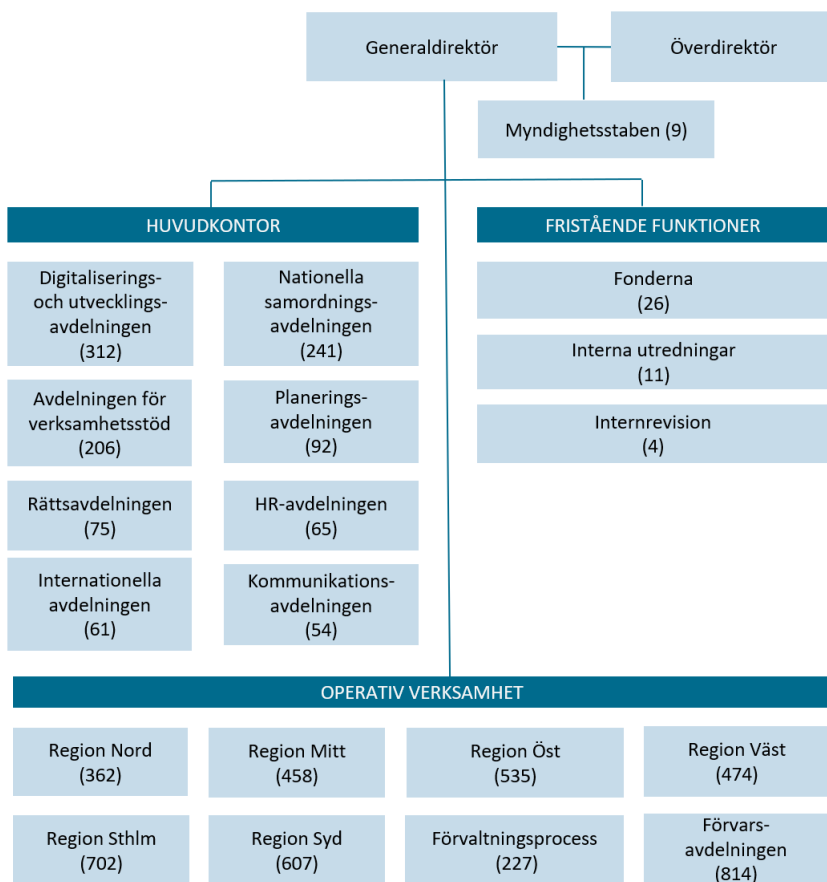 Generaldirektör
Överdirektör
Myndighetsstaben (9)
HUVUDKONTOR
Digitaliserings-
och utvecklings-
avdelningen
(312)
Nationella
samordnings-
avdelningen
(241)
Avdelningen för
verksamhetsstöd
(206)
Planerings-
avdelningen
(92)
Rättsavdelningen
(75)
HR-avdelningen
(65)
Internationella
avdelningen
(61)
Kommunikations-
avdelningen
(54)
FRISTÅENDE FUNKTIONER
Fonderna
(26)
Interna utredningar
(11)
Internrevision
(4)
OPERATIV VERKSAMHET
Region Nord
(362)
Region Mitt
(458)
Region Öst
(535)
Region Väst
(474)
Region Sthlm
(702)
Region Syd
(607)
Förvaltningsprocess
(227)
Förvars-
avdelningen
(814)